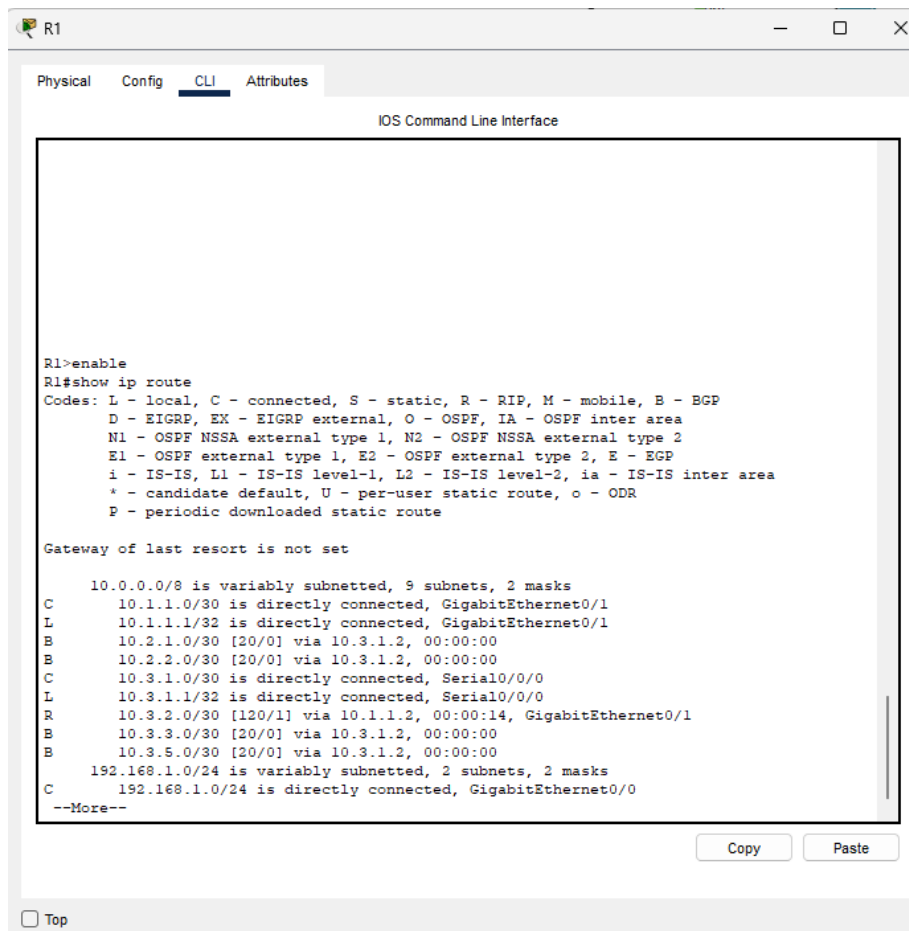 R1
Physical Config CLI Attributes
IOS Command Line Interface
R1>enable
R1#show ip route
Codes: L - local, C - connected, S - static, R - RIP, M - mobile, B - BGP
       D - EIGRP, EX - EIGRP external, O - OSPF, IA - OSPF inter area
       N1 - OSPF NSSA external type 1, N2 - OSPF NSSA external type 2
       E1 - OSPF external type 1, E2 - OSPF external type 2, E - EGP
       i - IS-IS, L1 - IS-IS level-1, L2 - IS-IS level-2, ia - IS-IS inter area
       * - candidate default, U - per-user static route, o - ODR
       P - periodic downloaded static route
Gateway of last resort is not set
     10.0.0.0/8 is variably subnetted, 9 subnets, 2 masks
C       10.1.1.0/30 is directly connected, GigabitEthernet0/1
L       10.1.1.1/32 is directly connected, GigabitEthernet0/1
B       10.2.1.0/30 [20/0] via 10.3.1.2, 00:00:00
B       10.2.2.0/30 [20/0] via 10.3.1.2, 00:00:00
C       10.3.1.0/30 is directly connected, Serial0/0/0
L       10.3.1.1/32 is directly connected, Serial0/0/0
R       10.3.2.0/30 [120/1] via 10.1.1.2, 00:00:14, GigabitEthernet0/1
B       10.3.3.0/30 [20/0] via 10.3.1.2, 00:00:00
B       10.3.5.0/30 [20/0] via 10.3.1.2, 00:00:00
     192.168.1.0/24 is variably subnetted, 2 subnets, 2 masks
C       192.168.1.0/24 is directly connected, GigabitEthernet0/0
 --More--
Copy Paste
Top